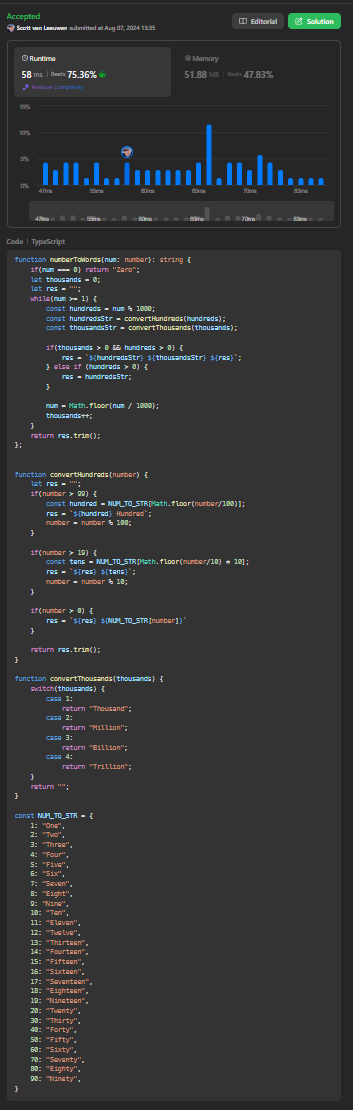 Accepted
Scott van Leeuwen submitted at Aug 07, 2024 13:35
Editorial
Solution
Runtime
58 ms | Beats 75.36%
Analyze Complexity
Memory
51.88 MB | Beats 47.83%
15%
10%
5%
0%
47ms 55ms 60ms 65ms 70ms 83ms
47ms 55ms 60ms 65ms 70ms 83ms
Code | TypeScript
function numberToWords(num: number): string {
    if(num === 0) return "Zero";
    let thousands = 0;
    let res = "";
    while(num >= 1) {
        const hundreds = num % 1000;
        const hundredsStr = convertHundreds(hundreds);
        const thousandsStr = convertThousands(thousands);

        if(thousands > 0 && hundreds > 0) {
            res = `${hundredsStr} ${thousandsStr} ${res}`;
        } else if (hundreds > 0) {
            res = hundredsStr;
        }

        num = Math.floor(num / 1000);
        thousands++;
    }
    return res.trim();
};

function convertHundreds(number) {
    let res = "";
    if(number > 99) {
        const hundred = NUM_TO_STR[Math.floor(number/100)];
        res = `${hundred} Hundred`;
        number = number % 100;
    }

    if(number > 19) {
        const tens = NUM_TO_STR[Math.floor(number/10) * 10];
        res = `${res} ${tens}`;
        number = number % 10;
    }

    if(number > 0) {
        res = `${res} ${NUM_TO_STR[number]}`
    }

    return res.trim();
}

function convertThousands(thousands) {
    switch(thousands) {
        case 1:
            return "Thousand";
        case 2:
            return "Million";
        case 3:
            return "Billion";
        case 4:
            return "Trillion";
    }
    return "";
}

const NUM_TO_STR = {
    1: "One",
    2: "Two",
    3: "Three",
    4: "Four",
    5: "Five",
    6: "Six",
    7: "Seven",
    8: "Eight",
    9: "Nine",
    10: "Ten",
    11: "Eleven",
    12: "Twelve",
    13: "Thirteen",
    14: "Fourteen",
    15: "Fifteen",
    16: "Sixteen",
    17: "Seventeen",
    18: "Eighteen",
    19: "Nineteen",
    20: "Twenty",
    30: "Thirty",
    40: "Forty",
    50: "Fifty",
    60: "Sixty",
    70: "Seventy",
    80: "Eighty",
    90: "Ninety",
}